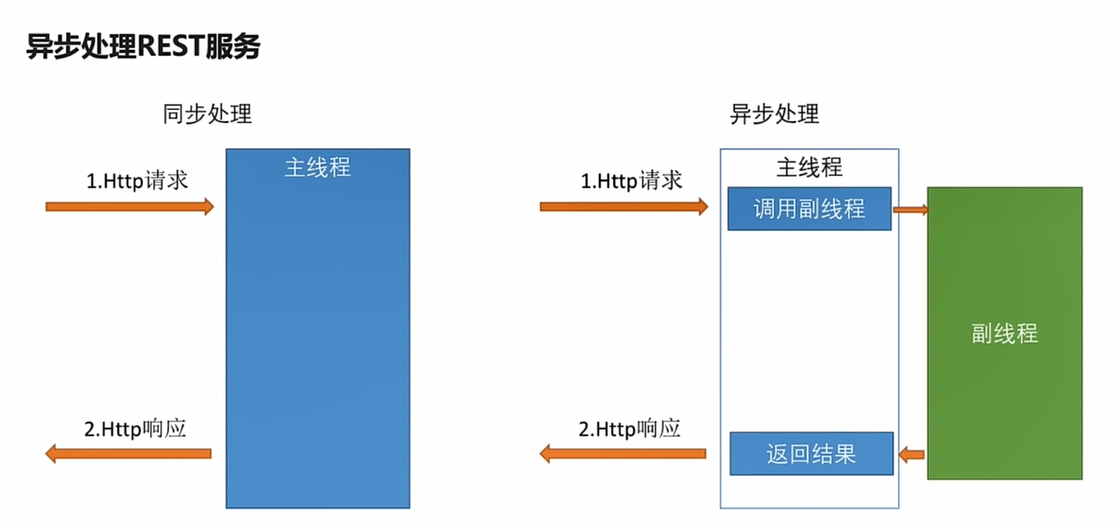 异步处理REST服务
同步处理
主线程
1.Http请求
2.Http响应
异步处理
主线程
1.Http请求
调用副线程
副线程
2.Http响应
返回结果